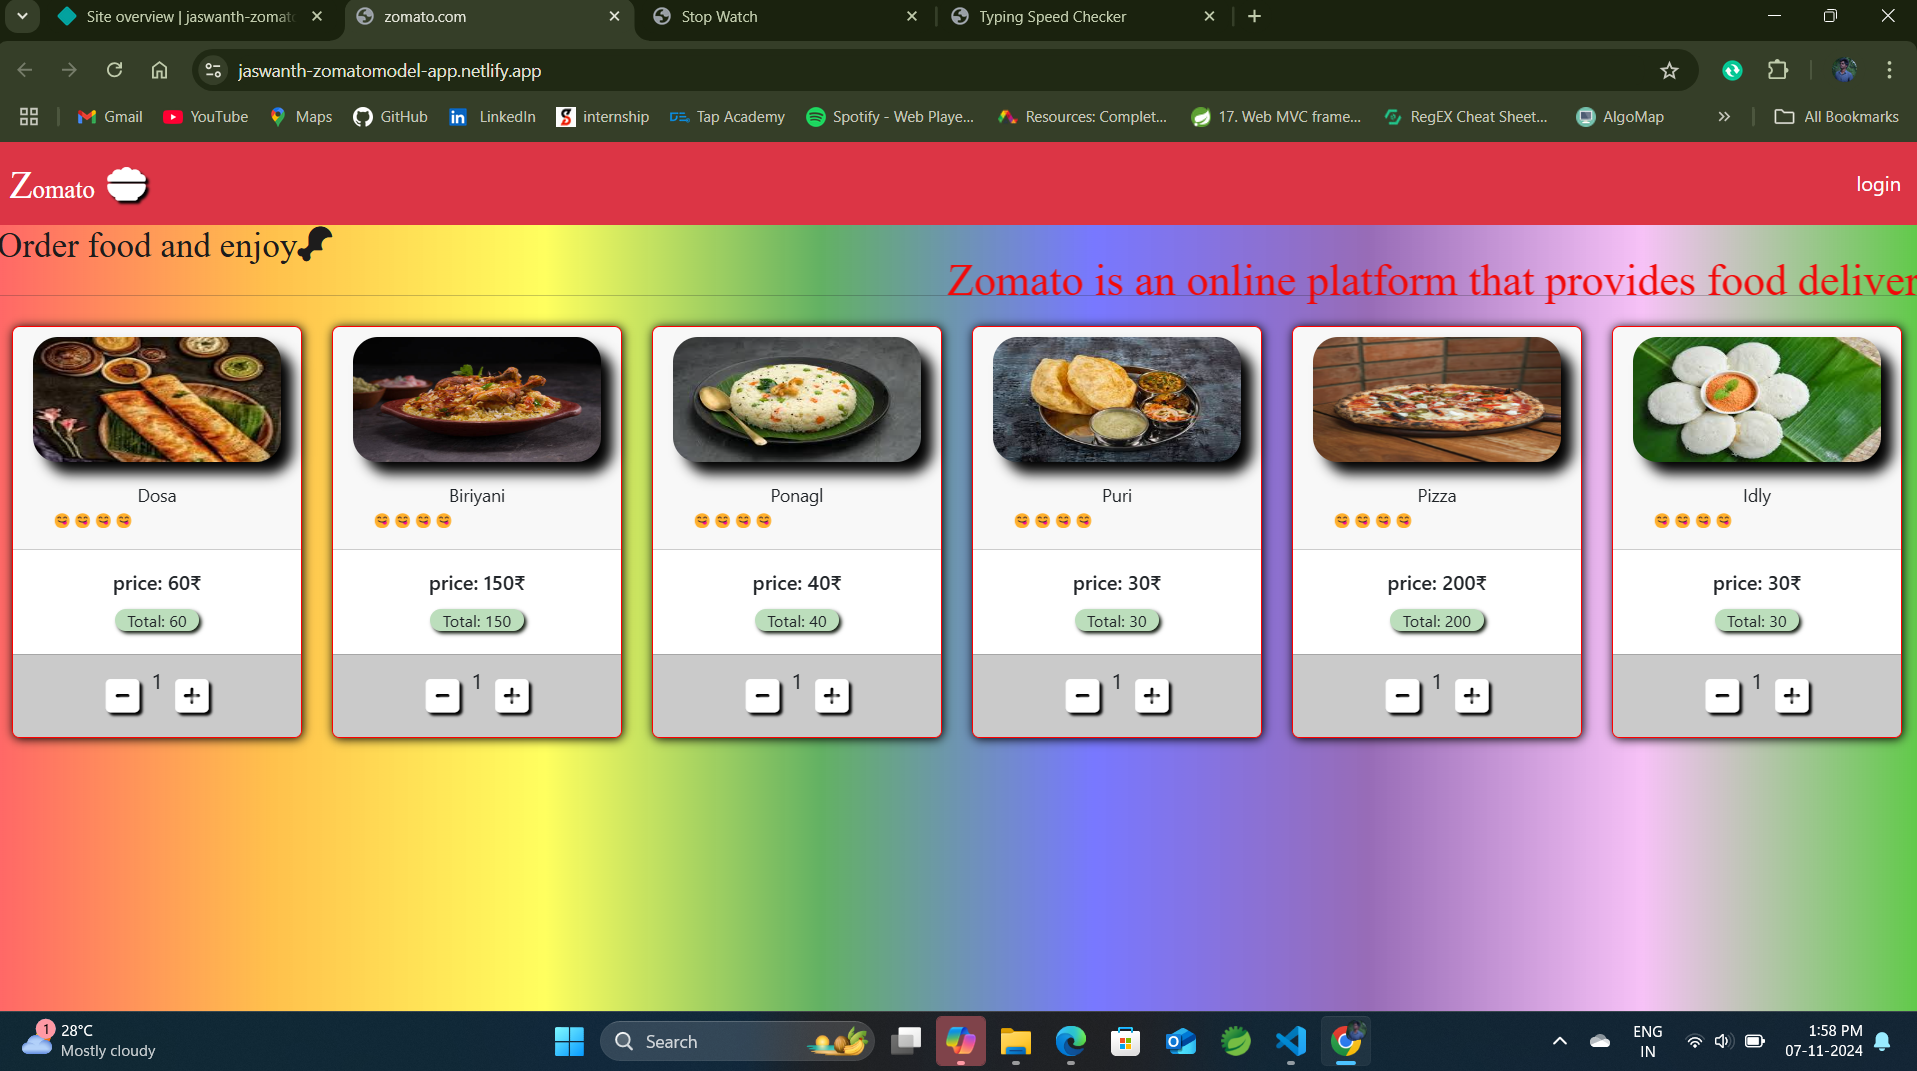 Site overview | jaswanth-zomato
zomato.com
Stop Watch
Typing Speed Checker
jaswanth-zomatomodel-app.netlify.app
Gmail
YouTube
Maps
GitHub
LinkedIn
internship
Tap Academy
Spotify - Web Playe...
Resources: Complet...
17. Web MVC frame...
RegEX Cheat Sheet...
AlgoMap
All Bookmarks
Zomato
login
Order food and enjoy
Zomato is an online platform that provides food deliver
Dosa
Biriyani
Ponagl
Puri
Pizza
Idly
price: 60₹
price: 150₹
price: 40₹
price: 30₹
price: 200₹
price: 30₹
Total: 60
Total: 150
Total: 40
Total: 30
Total: 200
Total: 30
- 1 +
- 1 +
- 1 +
- 1 +
- 1 +
- 1 +
1
28°C
Mostly cloudy
Search
ENG
IN
1:58 PM
07-11-2024